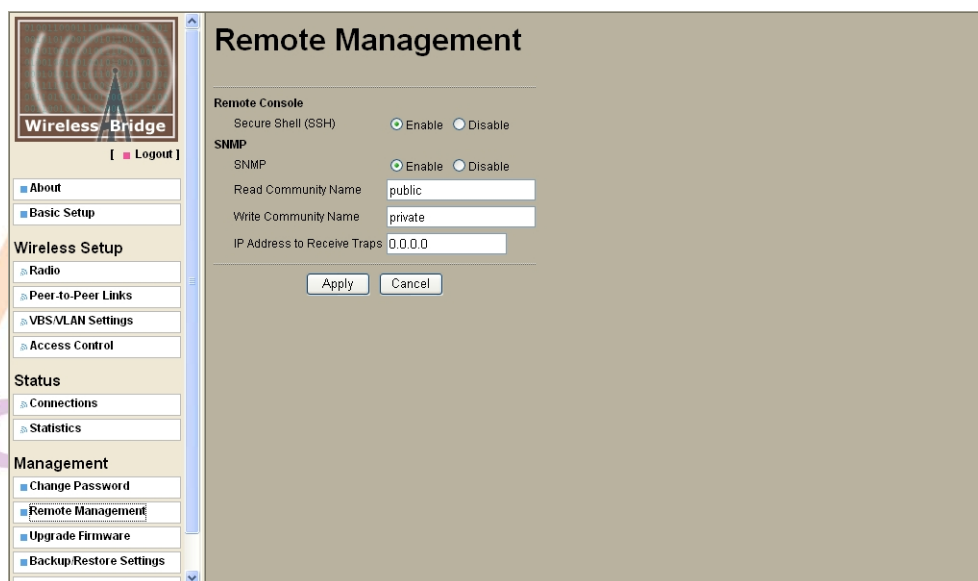 Wireless Bridge
[ Logout ]
About
Basic Setup
Wireless Setup
Radio
Peer-to-Peer Links
VBS/VLAN Settings
Access Control
Status
Connections
Statistics
Management
Change Password
Remote Management
Upgrade Firmware
Backup/Restore Settings
Remote Management
Remote Console
Secure Shell (SSH) Enable Disable
SNMP
SNMP Enable Disable
Read Community Name public
Write Community Name private
IP Address to Receive Traps 0.0.0.0
Apply Cancel